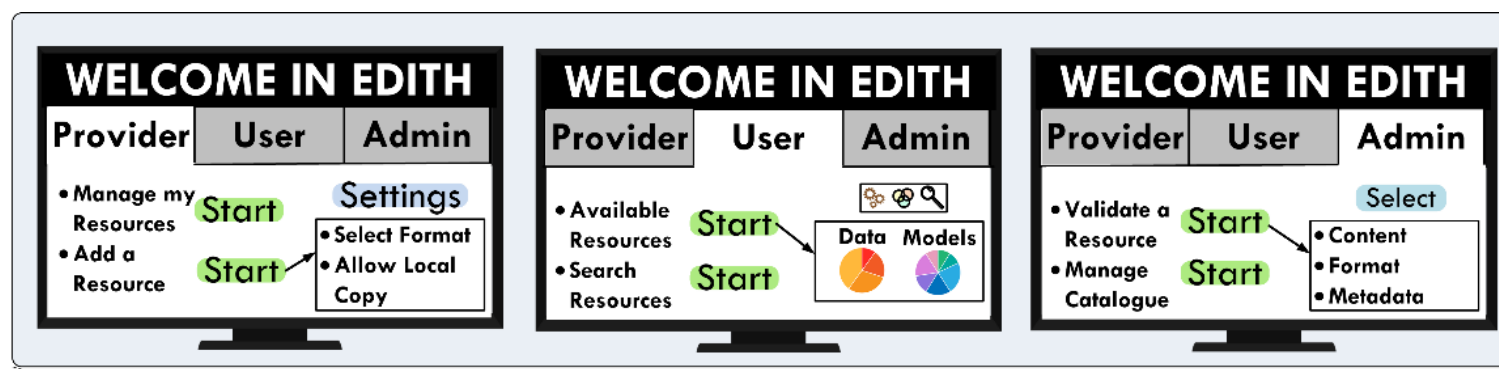 WELCOME IN EDITH
Provider User Admin
• Manage my Resources
Start
• Add a Resource
Start
Settings
• Select Format
• Allow Local Copy
WELCOME IN EDITH
Provider User Admin
• Available Resources
Start
• Search Resources
Start
Data Models
WELCOME IN EDITH
Provider User Admin
• Validate a Resource
Start
• Manage Catalogue
Start
Select
• Content
• Format
• Metadata